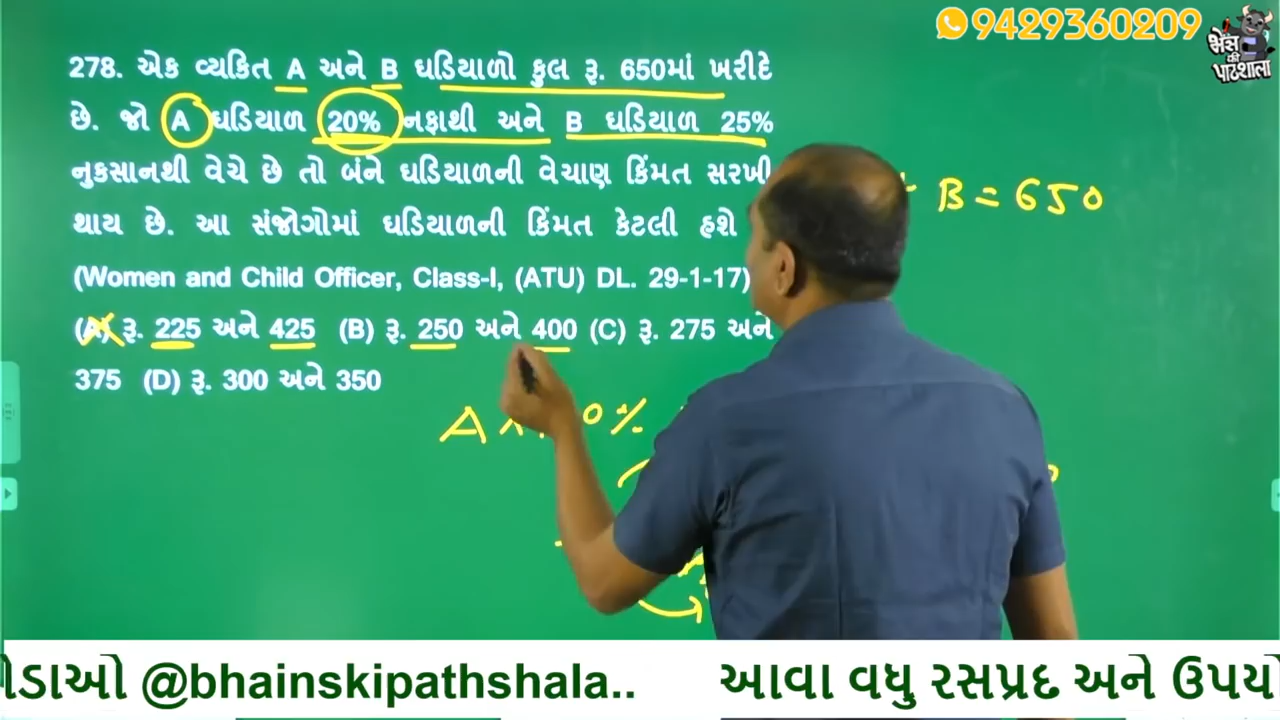 9429360209
भैंस
की
पाठशाला
278. એક વ્યકિત A અને B ઘડિયાળો કુલ રૂ. 650માં ખરીદે
છે. જો A ઘડિયાળ 20% નફાથી અને B ઘડિયાળ 25%
નુકસાનથી વેચે છે તો બંને ઘડિયાળની વેચાણ કિંમત સરખી
થાય છે. આ સંજોગોમાં ઘડિયાળની કિંમત કેટલી હશે
(Women and Child Officer, Class-I, (ATU) DL. 29-1-17)
(A) રૂ. 225 અને 425 (B) રૂ. 250 અને 400 (C) રૂ. 275 અને
375 (D) રૂ. 300 અને 350
B = 650
A x 0%
@bhainskipathshala.. આવા વધુ રસપ્રદ અને